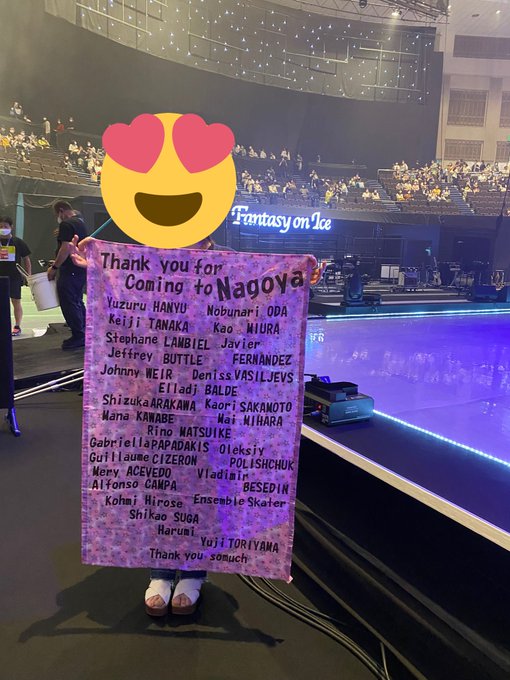 Fantasy on Ice
Thank you for
Coming to Nagoya
Yuzuru HANYU Nobunari ODA
Keiji TANAKA Kao MIURA
Stephane LAMBIEL Javier
Jeffrey BUTTLE FERNANDEZ
Johnny WEIR Deniss VASILJEVS
Elladj BALDE
Shizuka ARAKAWA Kaori SAKAMOTO
Mana KAWABE Mai MIHARA
Rino MATSUIKE
Gabriella PAPADAKIS Oleksiy
Guillaume CIZERON POLISHCHUK
Mery ACEVEDO Vladimir
Alfonso CAMPA BESEDIN
Kohmi Hirose Ensemble Skater
Shikao SUGA
Harumi
Yuji TORIYAMA
Thank you somuch